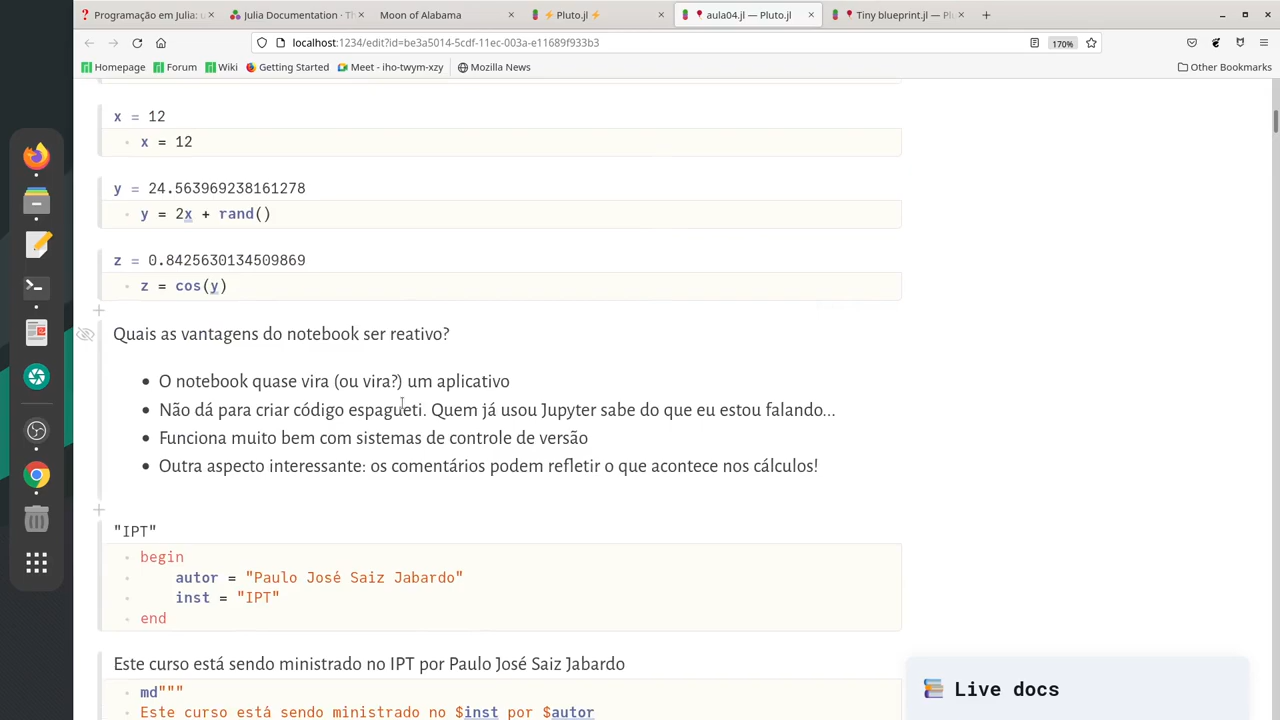 Programação em Julia: u
Julia Documentation · Th
Moon of Alabama
⚡ Pluto.jl ⚡
aula04.jl — Pluto.jl
Tiny blueprint.jl — Plu
localhost:1234/edit?id=be3a5014-5cdf-11ec-003a-e11689f933b3
170%
Homepage
Forum
Wiki
Getting Started
Meet - iho-twym-xzy
Mozilla News
Other Bookmarks
x = 12
x = 12
y = 24.563969238161278
y = 2x + rand()
z = 0.8425630134509869
z = cos(y)
Quais as vantagens do notebook ser reativo?
• O notebook quase vira (ou vira?) um aplicativo
• Não dá para criar código espagueti. Quem já usou Jupyter sabe do que eu estou falando...
• Funciona muito bem com sistemas de controle de versão
• Outra aspecto interessante: os comentários podem refletir o que acontece nos cálculos!
"IPT"
begin
autor = "Paulo José Saiz Jabardo"
inst = "IPT"
end
Este curso está sendo ministrado no IPT por Paulo José Saiz Jabardo
md"""
Este curso está sendo ministrado no $inst por $autor
Live docs